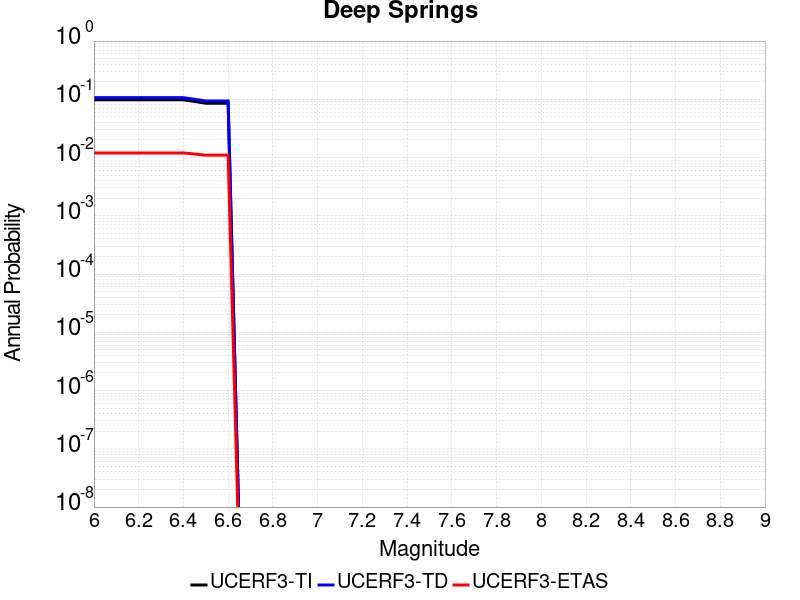 Deep Springs
10^0
10^-1
10^-2
10^-3
10^-4
10^-5
10^-6
10^-7
10^-8
Annual Probability
6 6.2 6.4 6.6 6.8 7 7.2 7.4 7.6 7.8 8 8.2 8.4 8.6 8.8 9
Magnitude
UCERF3-TI UCERF3-TD UCERF3-ETAS